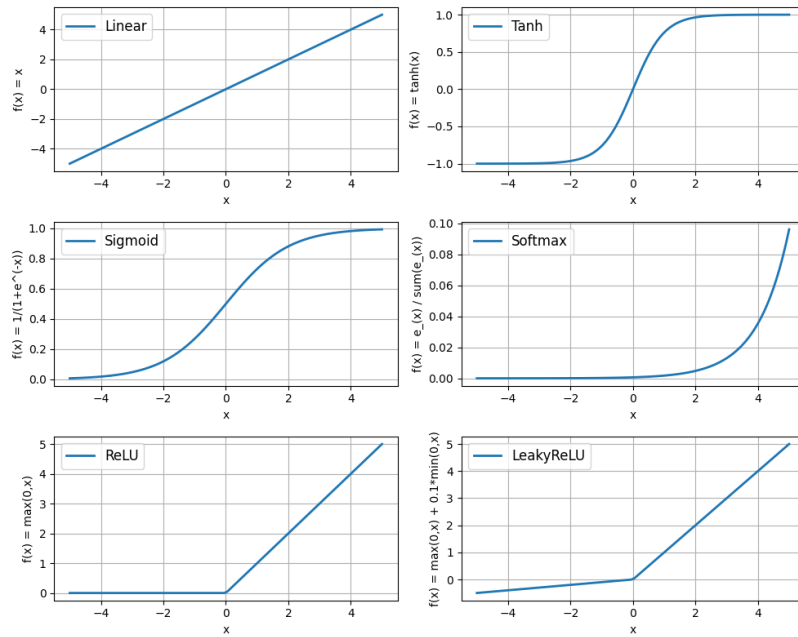 Linear
f(x) = x
4
2
0
−2
−4
−4 −2 0 2 4
x
Tanh
f(x) = tanh(x)
1.0
0.5
0.0
−0.5
−1.0
−4 −2 0 2 4
x
Sigmoid
f(x) = 1/(1+e^(-x))
1.0
0.8
0.6
0.4
0.2
0.0
−4 −2 0 2 4
x
Softmax
f(x) = e_(x) / sum(e_(x))
0.10
0.08
0.06
0.04
0.02
0.00
−4 −2 0 2 4
x
ReLU
f(x) = max(0,x)
5
4
3
2
1
0
−4 −2 0 2 4
x
LeakyReLU
f(x) = max(0,x) + 0.1*min(0,x)
5
4
3
2
1
0
−4 −2 0 2 4
x